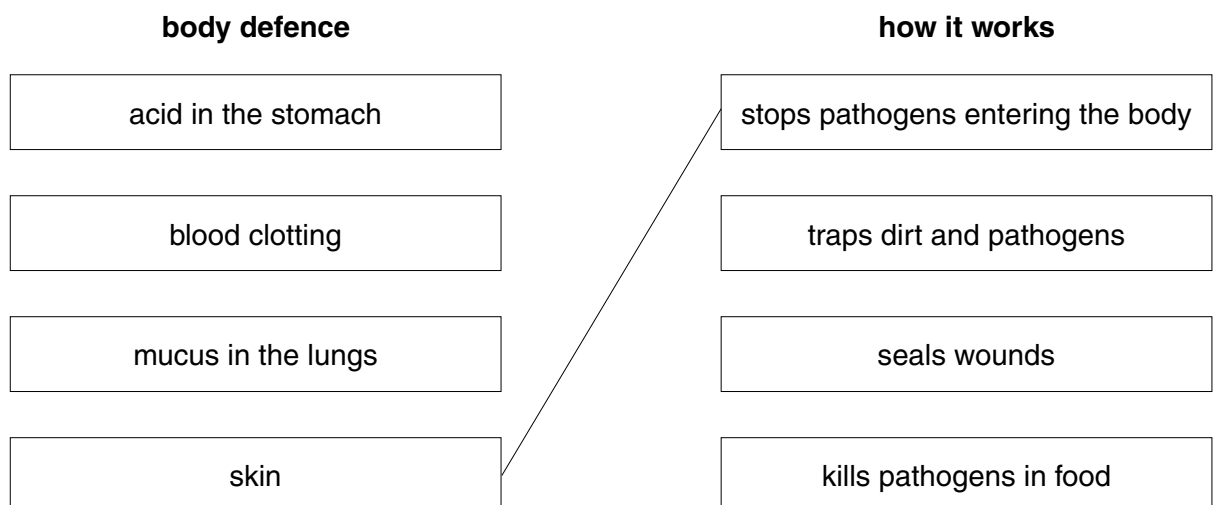 body defence
how it works
acid in the stomach
stops pathogens entering the body
blood clotting
traps dirt and pathogens
mucus in the lungs
seals wounds
skin
kills pathogens in food